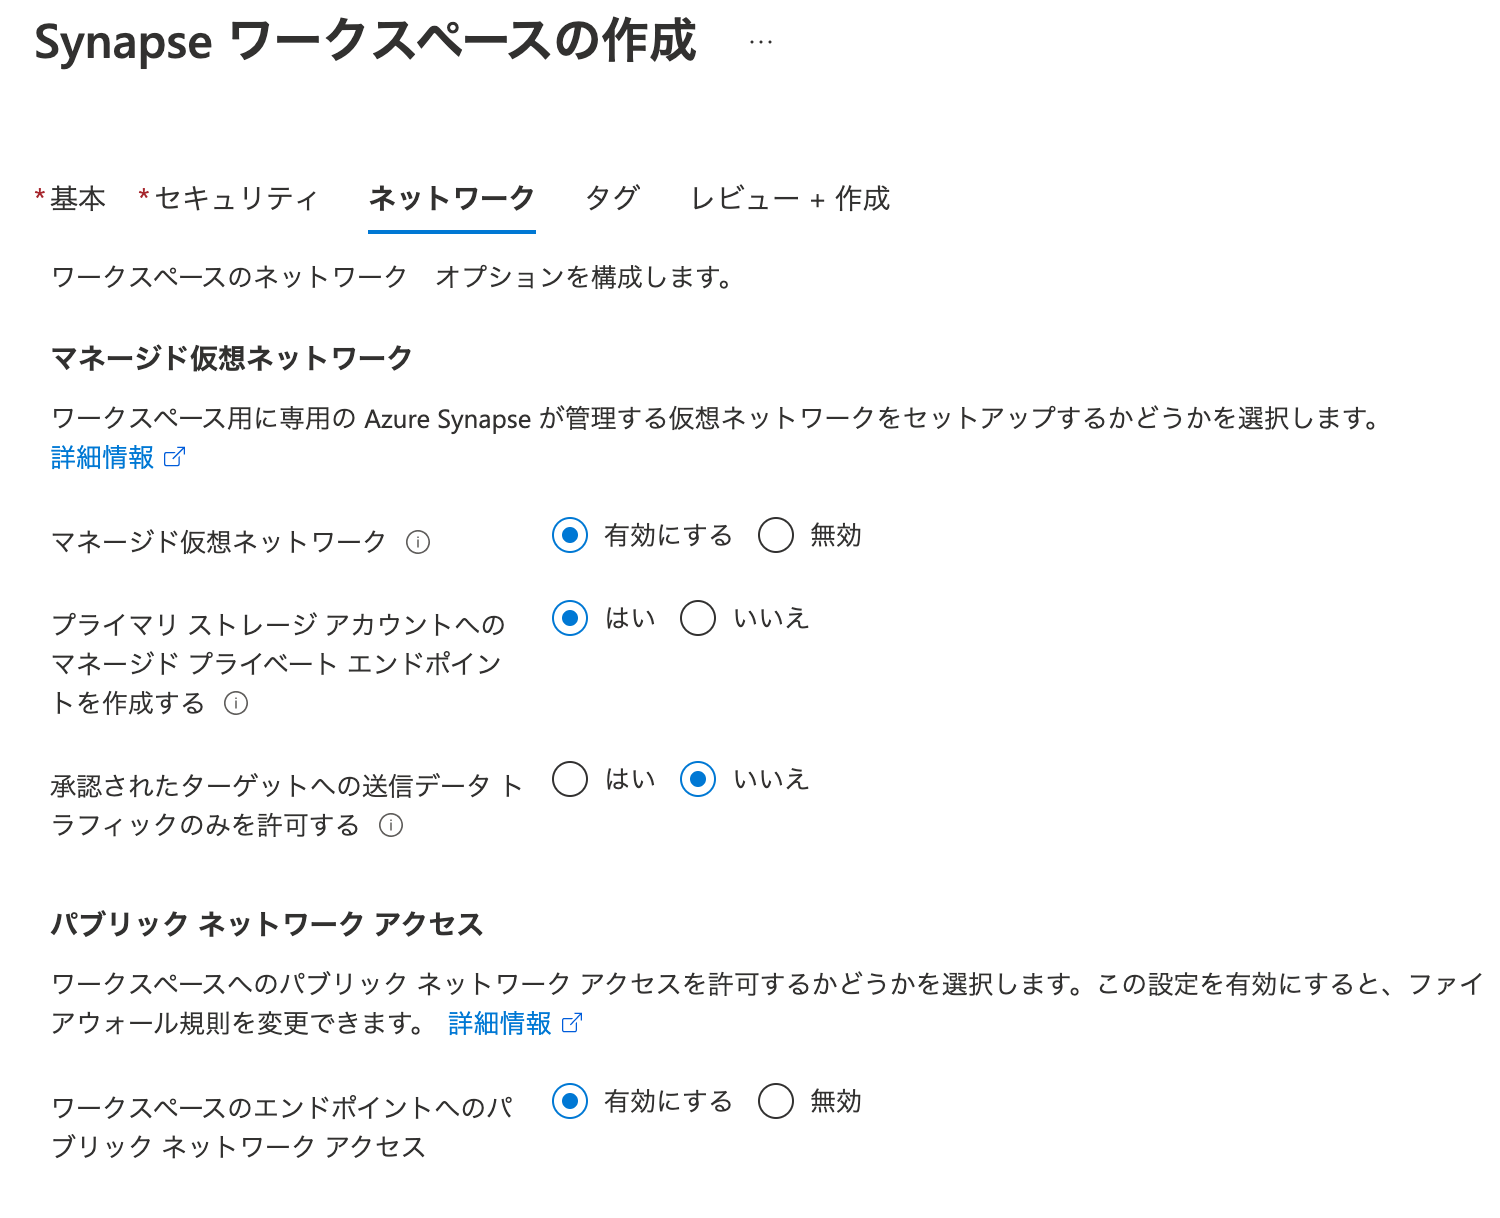 Synapse ワークスペースの作成 …
*基本 *セキュリティ ネットワーク タグ レビュー + 作成
ワークスペースのネットワーク　オプションを構成します。
マネージド仮想ネットワーク
ワークスペース用に専用の Azure Synapse が管理する仮想ネットワークをセットアップするかどうかを選択します。
詳細情報
マネージド仮想ネットワーク 有効にする 無効
プライマリ ストレージ アカウントへの はい いいえ
マネージド プライベート エンドポイン
トを作成する
承認されたターゲットへの送信データ ト はい いいえ
ラフィックのみを許可する
パブリック ネットワーク アクセス
ワークスペースへのパブリック ネットワーク アクセスを許可するかどうかを選択します。この設定を有効にすると、ファイ
アウォール規則を変更できます。 詳細情報
ワークスペースのエンドポイントへのパ 有効にする 無効
ブリック ネットワーク アクセス